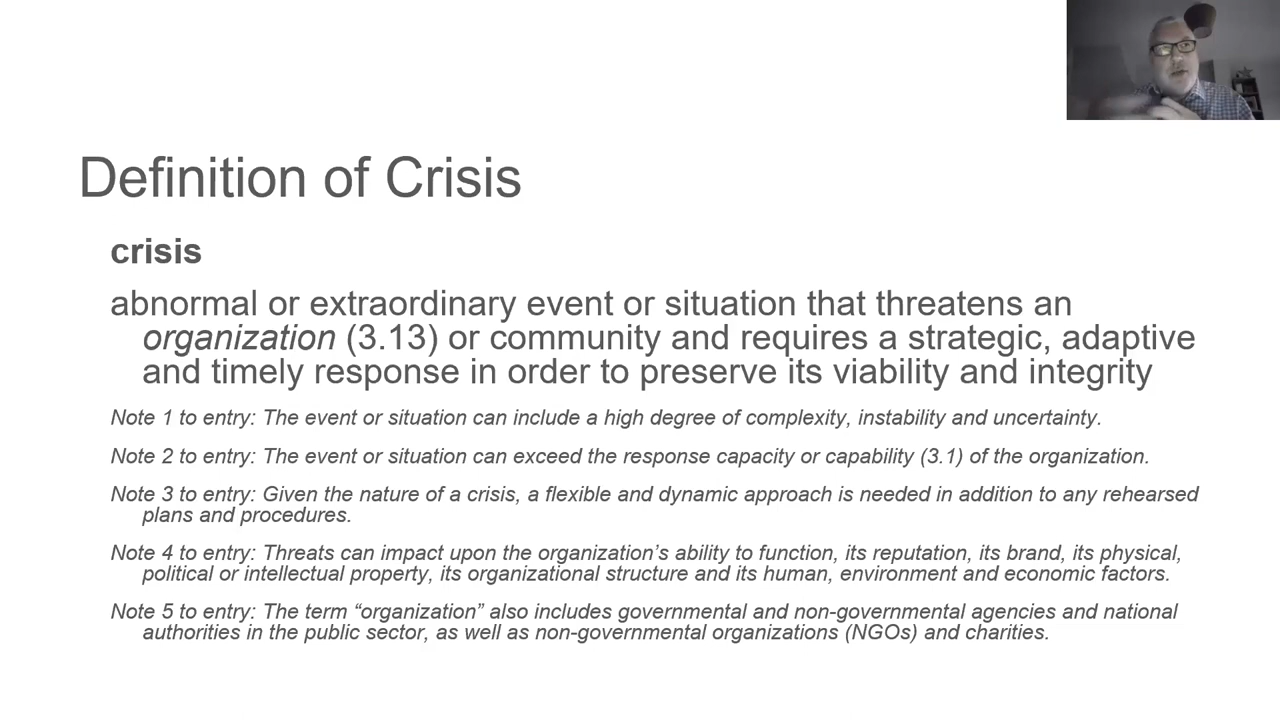 Definition of Crisis
crisis
abnormal or extraordinary event or situation that threatens an
organization (3.13) or community and requires a strategic, adaptive
and timely response in order to preserve its viability and integrity
Note 1 to entry: The event or situation can include a high degree of complexity, instability and uncertainty.
Note 2 to entry: The event or situation can exceed the response capacity or capability (3.1) of the organization.
Note 3 to entry: Given the nature of a crisis, a flexible and dynamic approach is needed in addition to any rehearsed
plans and procedures.
Note 4 to entry: Threats can impact upon the organization’s ability to function, its reputation, its brand, its physical,
political or intellectual property, its organizational structure and its human, environment and economic factors.
Note 5 to entry: The term “organization” also includes governmental and non-governmental agencies and national
authorities in the public sector, as well as non-governmental organizations (NGOs) and charities.